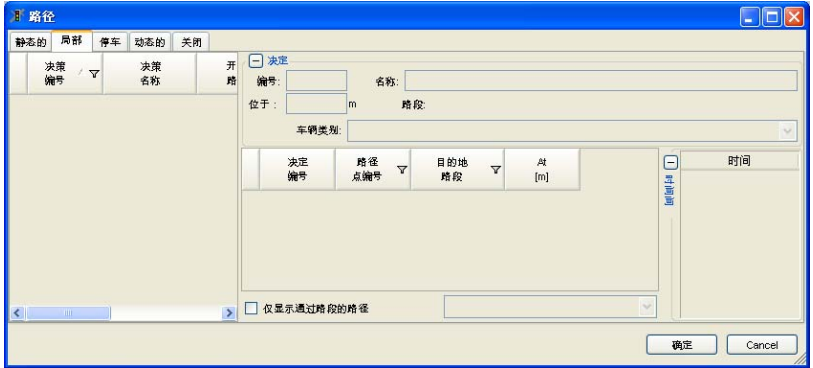 路径
静态的 局部 停车 动态的 关闭
决策
编号
决策
名称
开
路
决定
编号: 名称:
位于: m 路段:
车辆类别:
决定
编号
路径
点编号
目的地
路段
At
[m]
时间间
时间
仅显示通过路段的路径
确定 Cancel